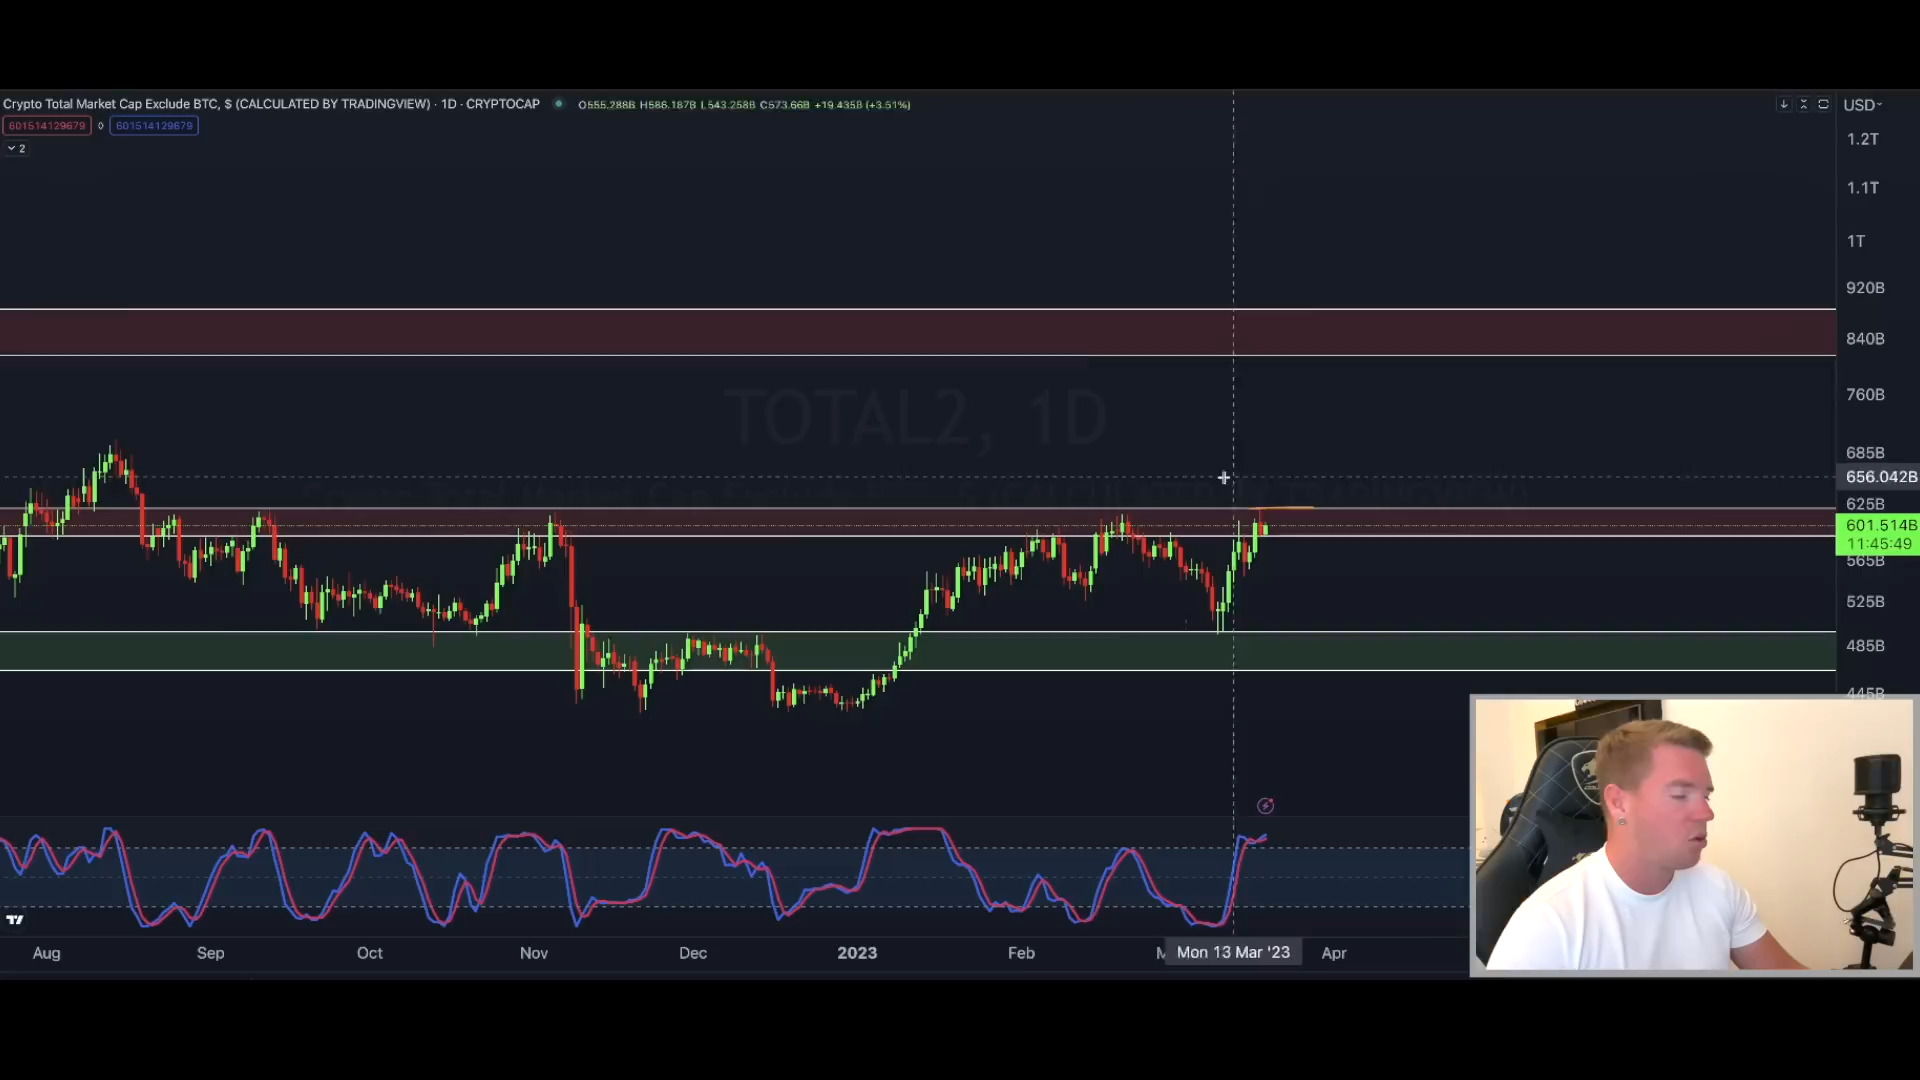 Crypto Total Market Cap Exclude BTC, $ (CALCULATED BY TRADINGVIEW) · 1D · CRYPTOCAP O555.288B H586.187B L543.258B C573.66B +19.435B (+3.51%)
USD
601514129679 0 601514129679
2
1.2T
1.1T
1T
920B
840B
760B
TOTAL2, 1D
685B
656.042B
625B
601.514B
11:45:49
565B
525B
485B
445B
Aug Sep Oct Nov Dec 2023 Feb M Mon 13 Mar '23 Apr